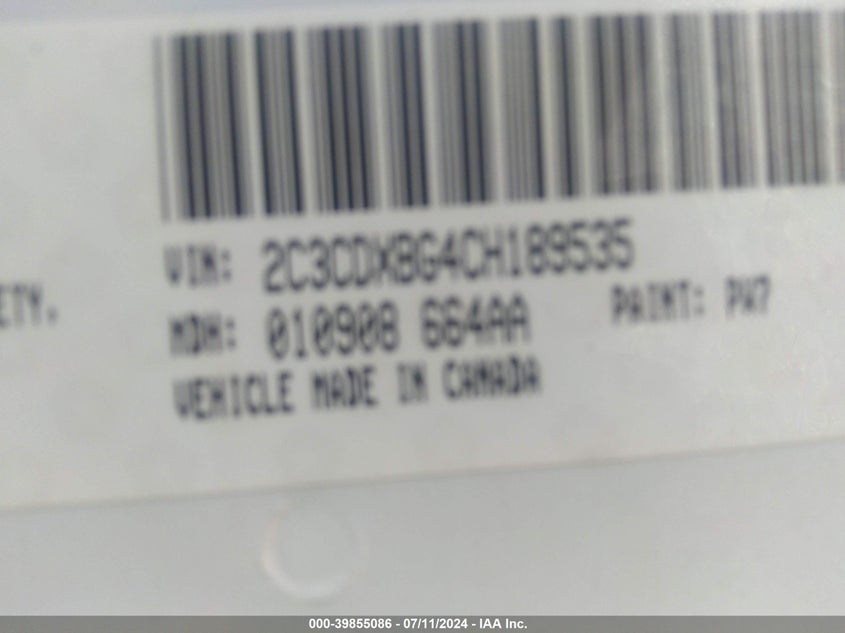 VIN: 2C3CDXBG4CH189535
ETY.
MDH: 010908 664AA
PAINT: PW7
VEHICLE MADE IN CANADA
000-39855086 - 07/11/2024 - IAA Inc.